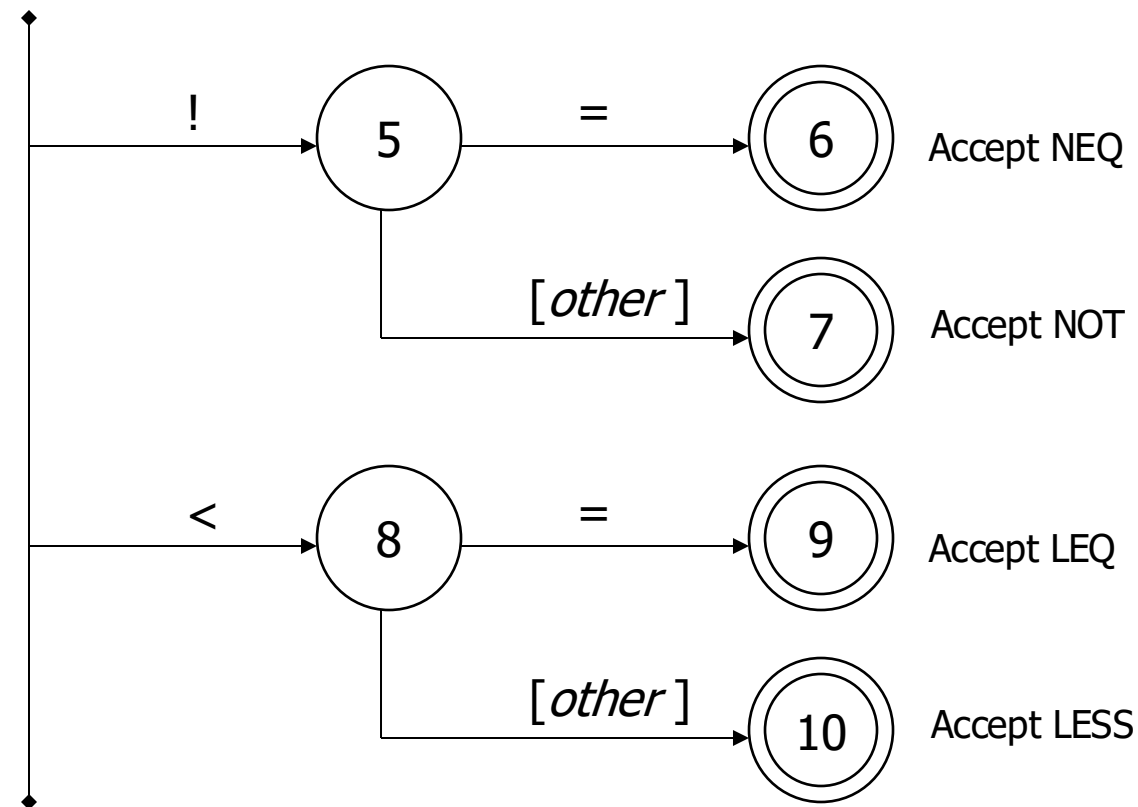 ! 5 = 6 Accept NEQ
[other] 7 Accept NOT
< 8 = 9 Accept LEQ
[other] 10 Accept LESS